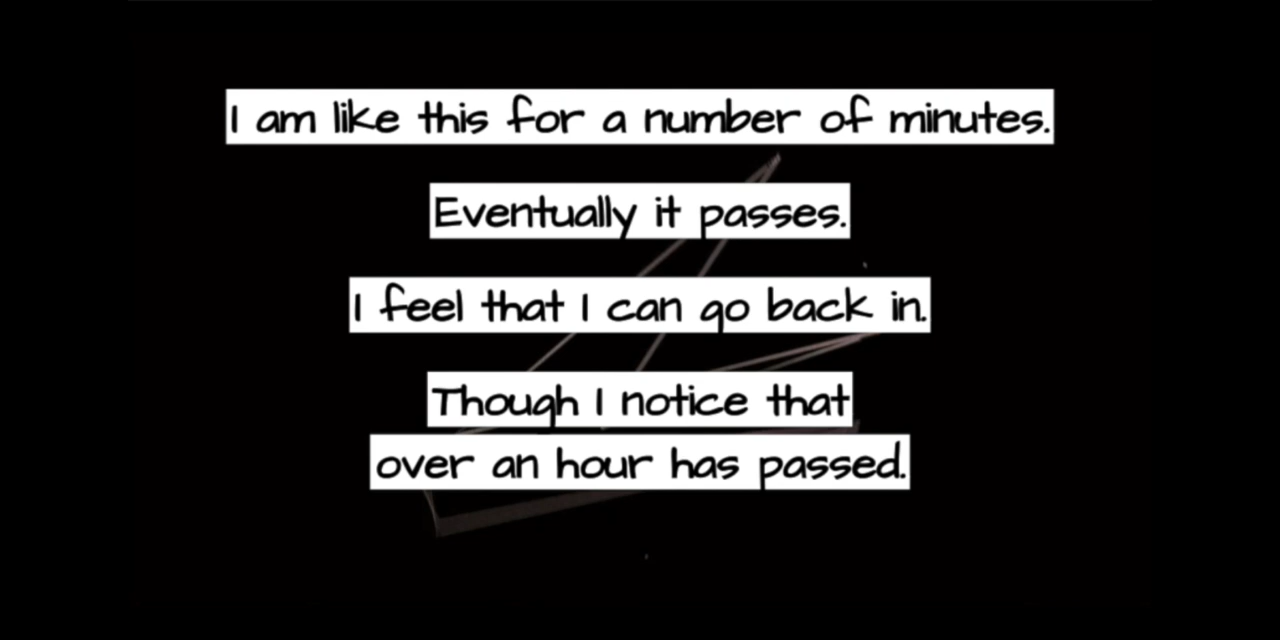 I am like this for a number of minutes.
Eventually it passes.
I feel that I can go back in.
Though I notice that
over an hour has passed.